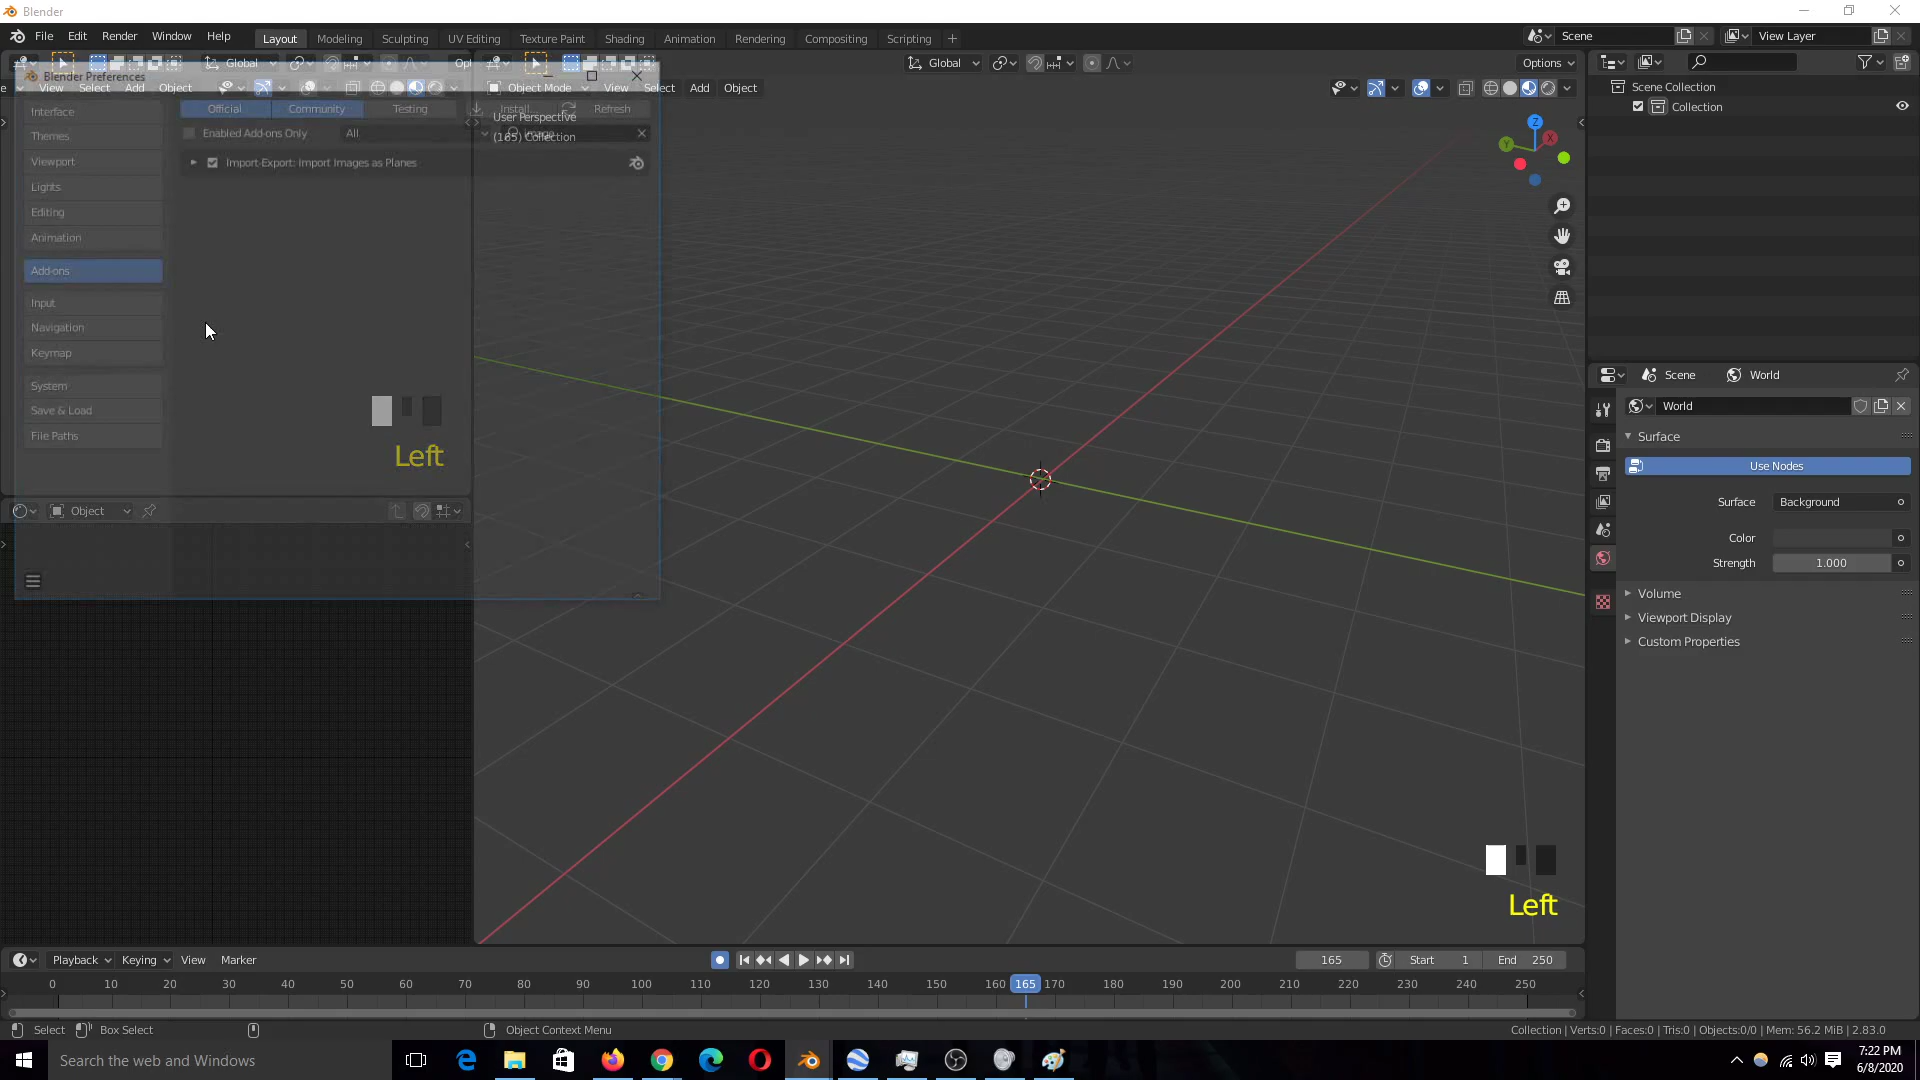 Blender
File Edit Render Window Help Layout Modeling Sculpting UV Editing Texture Paint Shading Animation Rendering Compositing Scripting + Scene View Layer
Global Global Options
Blender Preferences
View Select Add Object Object Mode View Select Add Object
Scene Collection
Collection
Interface
Themes
Viewport
Lights
Editing
Animation
Add-ons
Input
Navigation
Keymap
System
Save & Load
File Paths
Official Community Testing Install... Refresh
Enabled Add-ons Only All
Import-Export: Import Images as Planes
User Perspective
(165) Collection
Left
Object
Scene World
World
Surface
Use Nodes
Surface Background
Color
Strength 1.000
Volume
Viewport Display
Custom Properties
Left
Playback Keying View Marker 165 Start 1 End 250
0 10 20 30 40 50 60 70 80 90 100 110 120 130 140 150 160 165 170 180 190 200 210 220 230 240 250
Select Box Select Object Context Menu Collection | Verts:0 | Faces:0 | Tris:0 | Objects:0/0 | Mem: 56.2 MiB | 2.83.0
Search the web and Windows
7:22 PM
6/8/2020